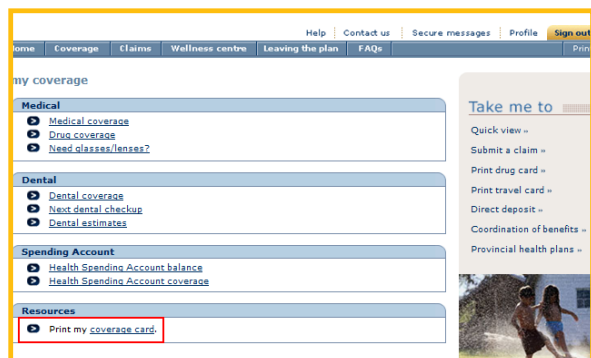 Help Contact us Secure messages Profile Sign out
ome Coverage Claims Wellness centre Leaving the plan FAQs Prin
my coverage
Medical
Medical coverage
Drug coverage
Need glasses/lenses?
Dental
Dental coverage
Next dental checkup
Dental estimates
Spending Account
Health Spending Account balance
Health Spending Account coverage
Resources
Print my coverage card.
Take me to
Quick view »
Submit a claim »
Print drug card »
Print travel card »
Direct deposit »
Coordination of benefits »
Provincial health plans »